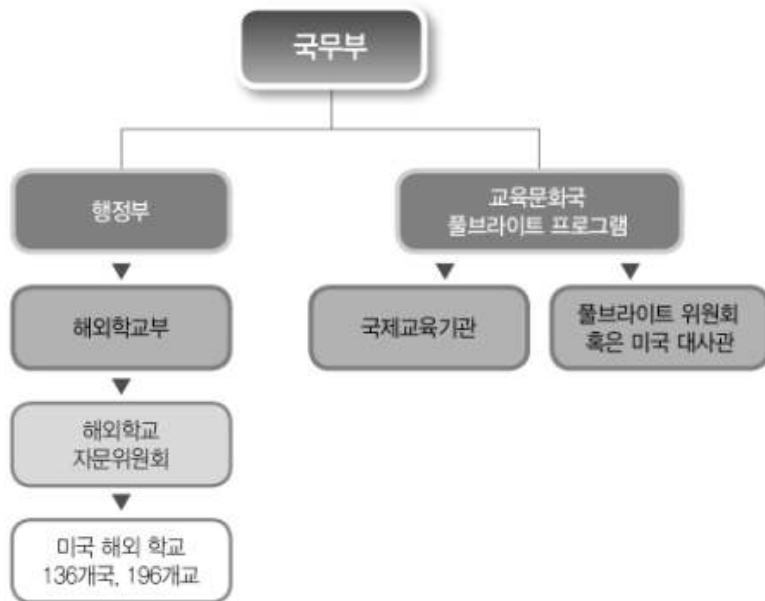 국무부
행정부
교육문화국
풀브라이트 프로그램
해외학교부
국제교육기관
풀브라이트 위원회
혹은 미국 대사관
해외학교
자문위원회
미국 해외 학교
136개국, 196개교